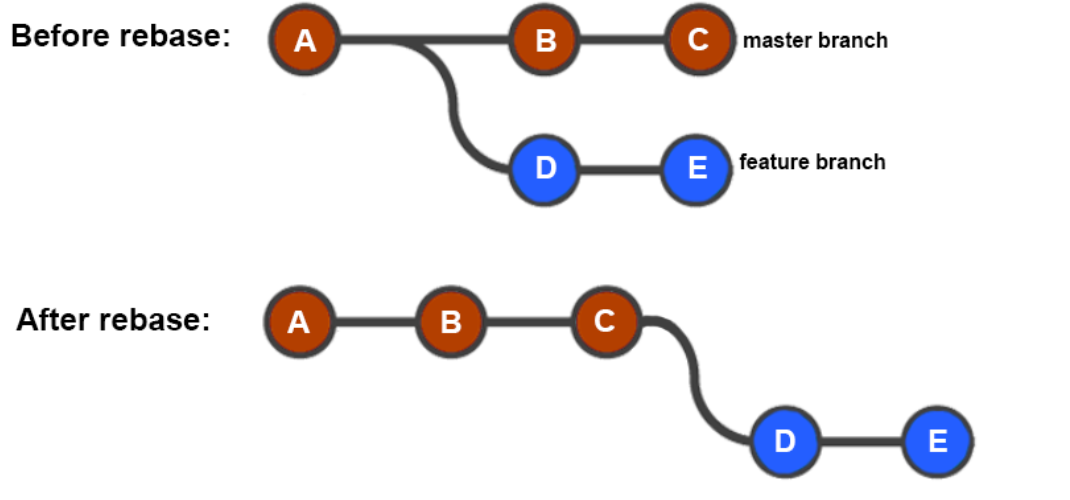 Before rebase:
A B C master branch
D E feature branch
After rebase:
A B C
D E